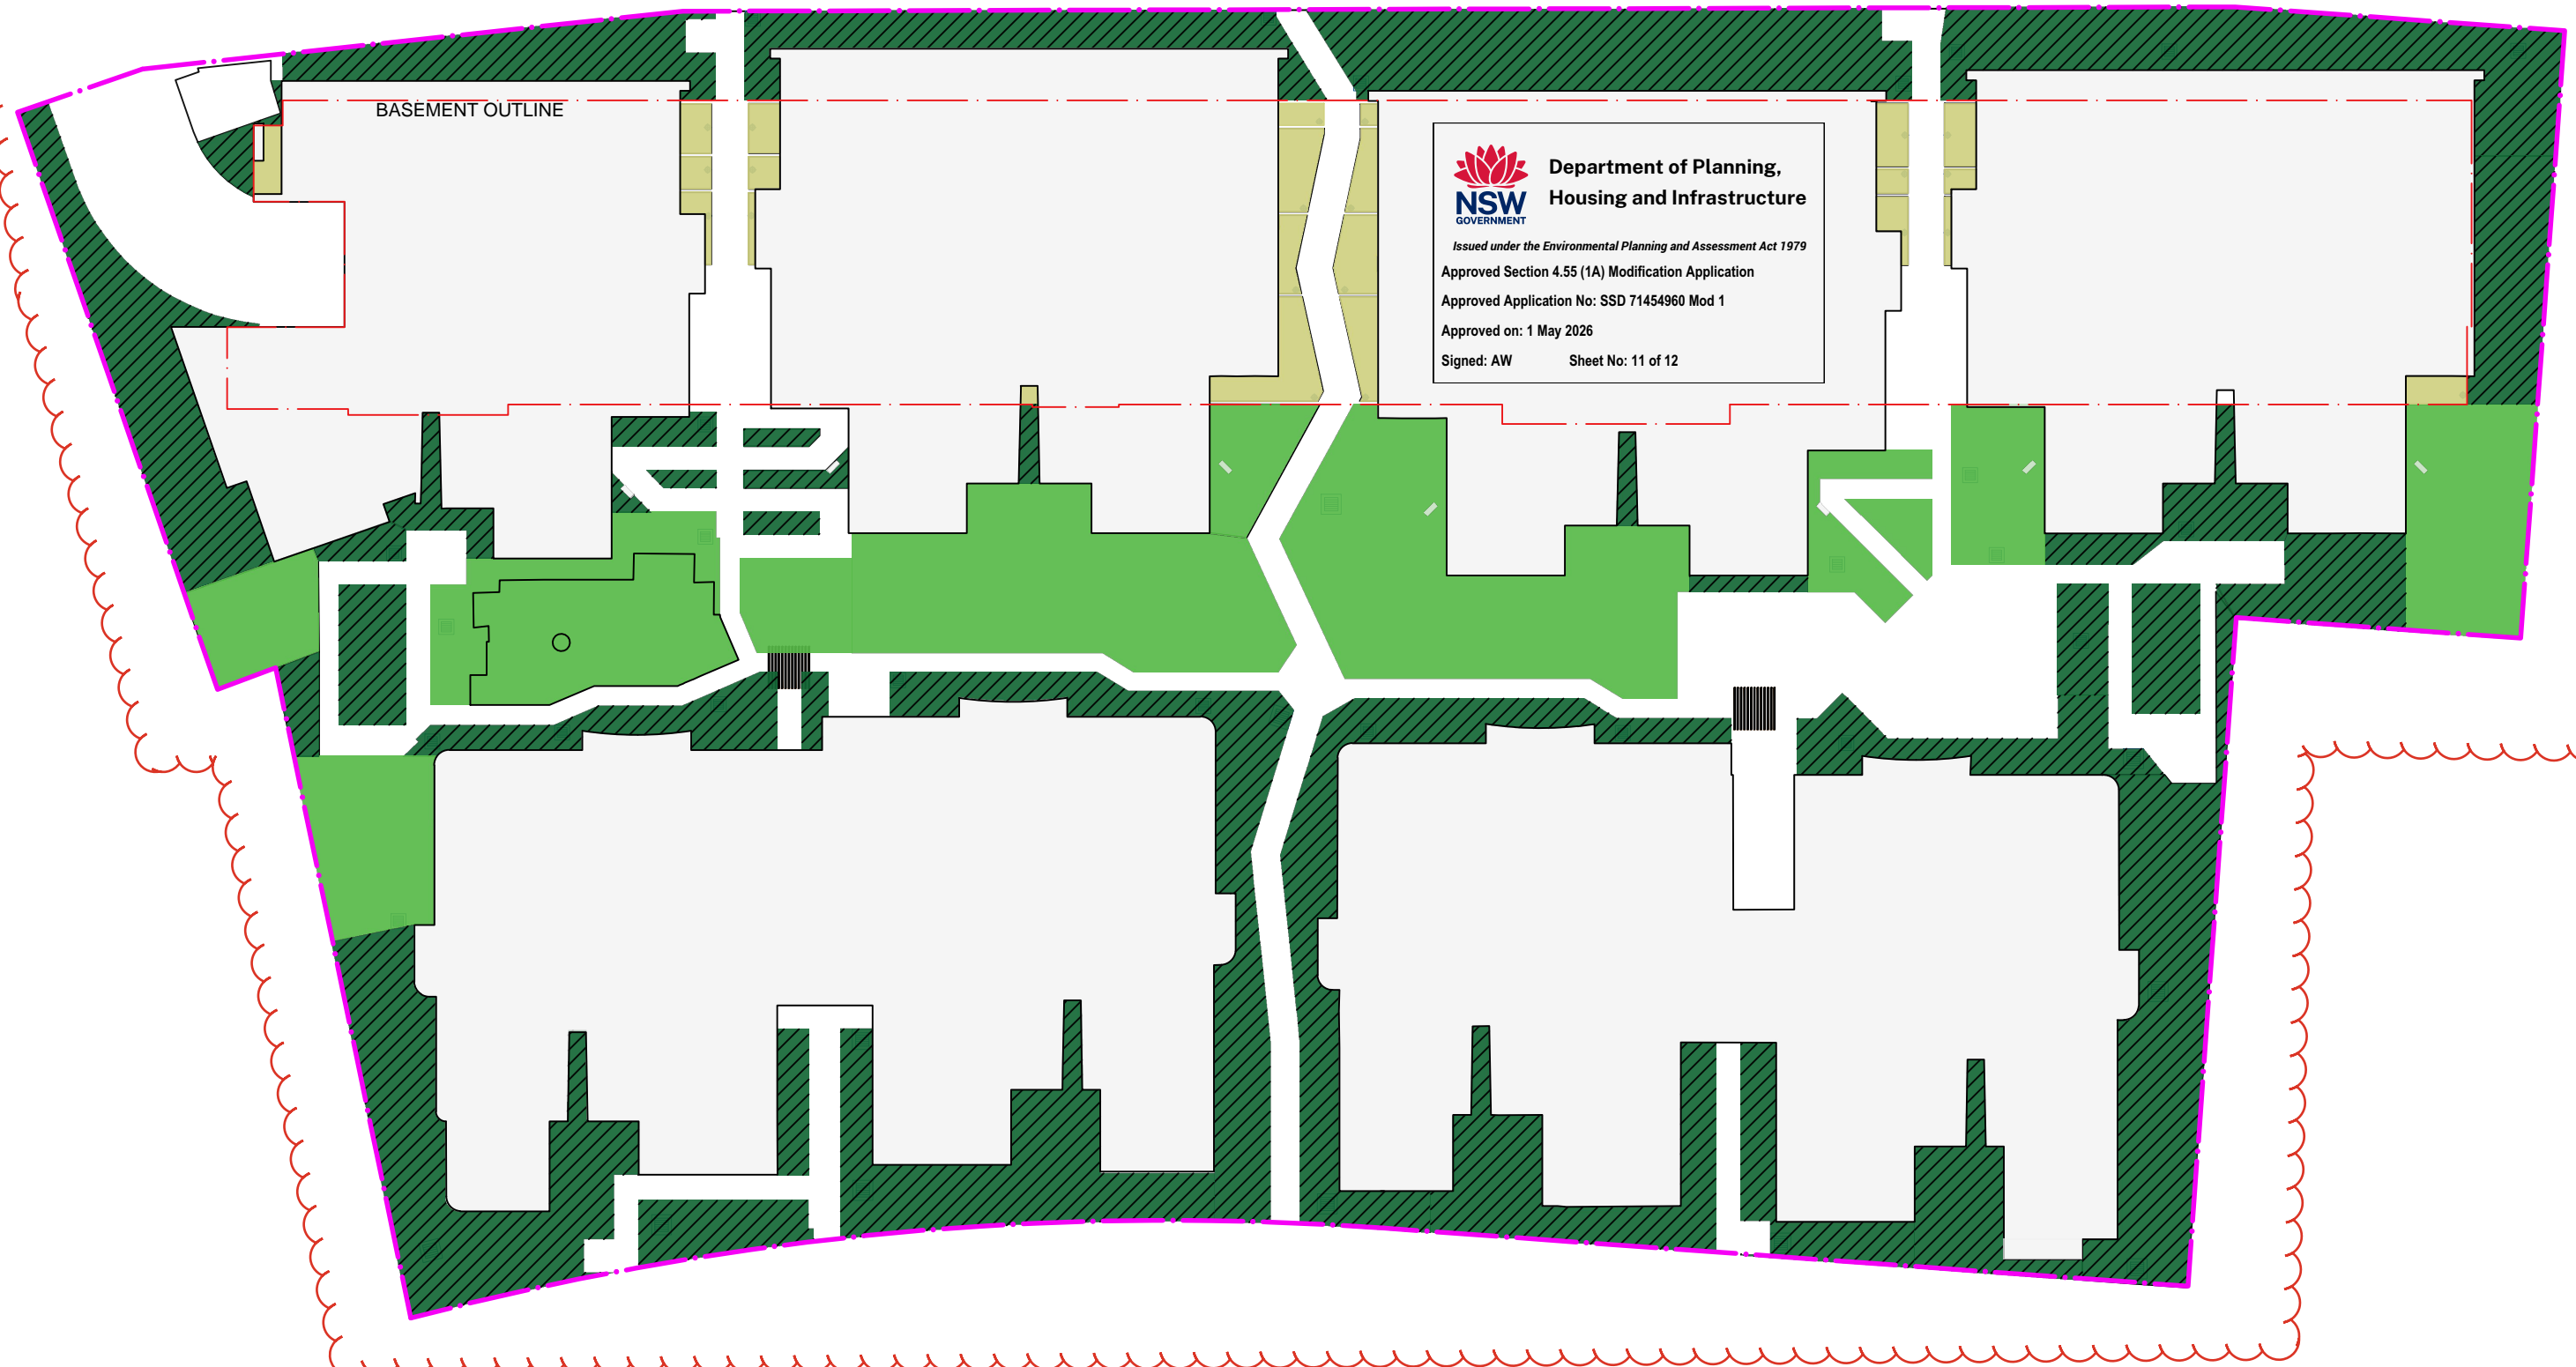 BASEMENT OUTLINE
Department of Planning,
Housing and Infrastructure
NSW
GOVERNMENT
Issued under the Environmental Planning and Assessment Act 1979
Approved Section 4.55 (1A) Modification Application
Approved Application No: SSD 71454960 Mod 1
Approved on: 1 May 2026
Signed: AW Sheet No: 11 of 12